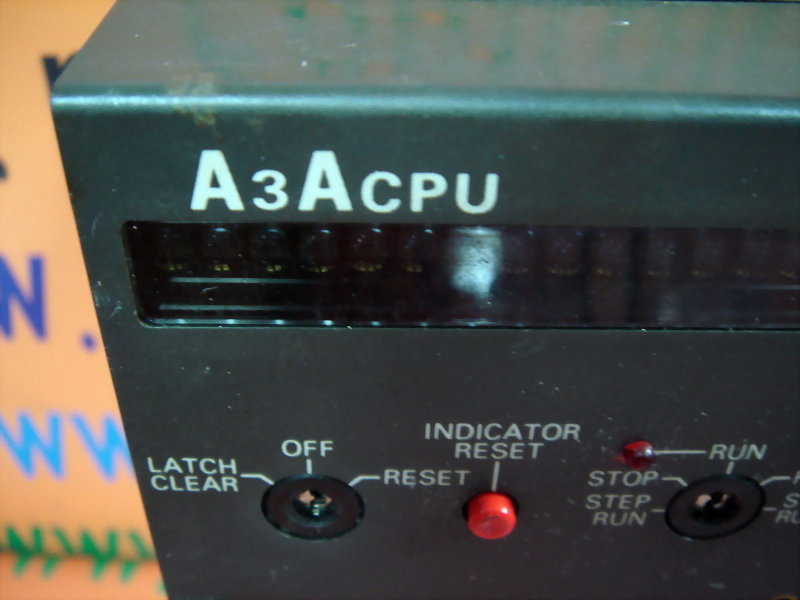 A3ACPU
INDICATOR
RESET
OFF
LATCH
CLEAR
RESET
RUN
STOP
STEP
RUN